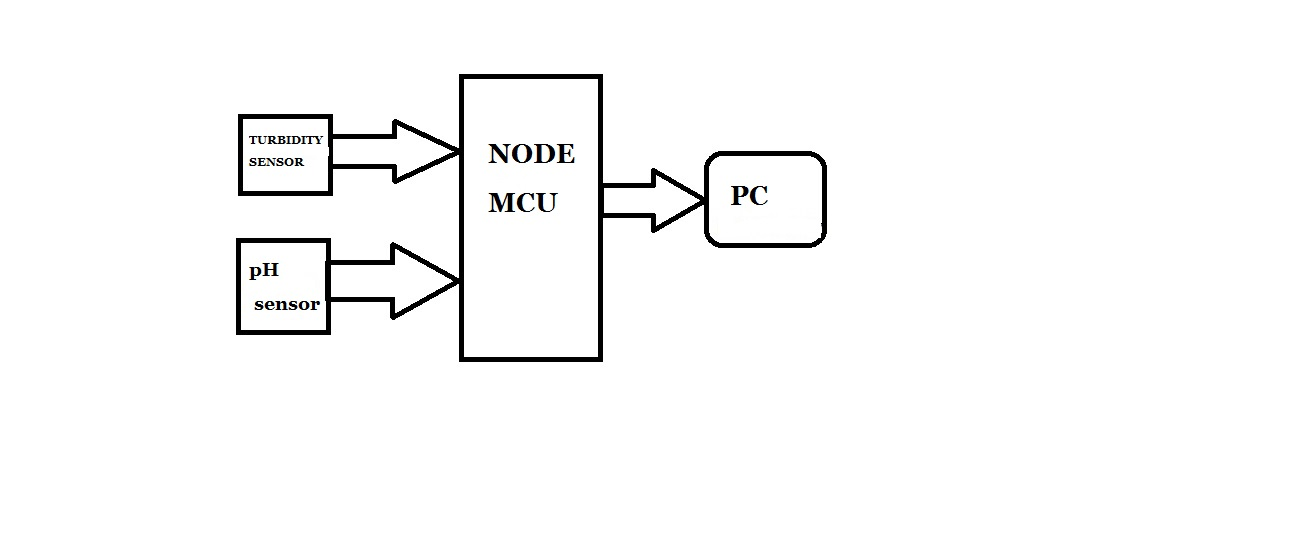 TURBIDITY
SENSOR
pH
sensor
NODE
MCU
PC